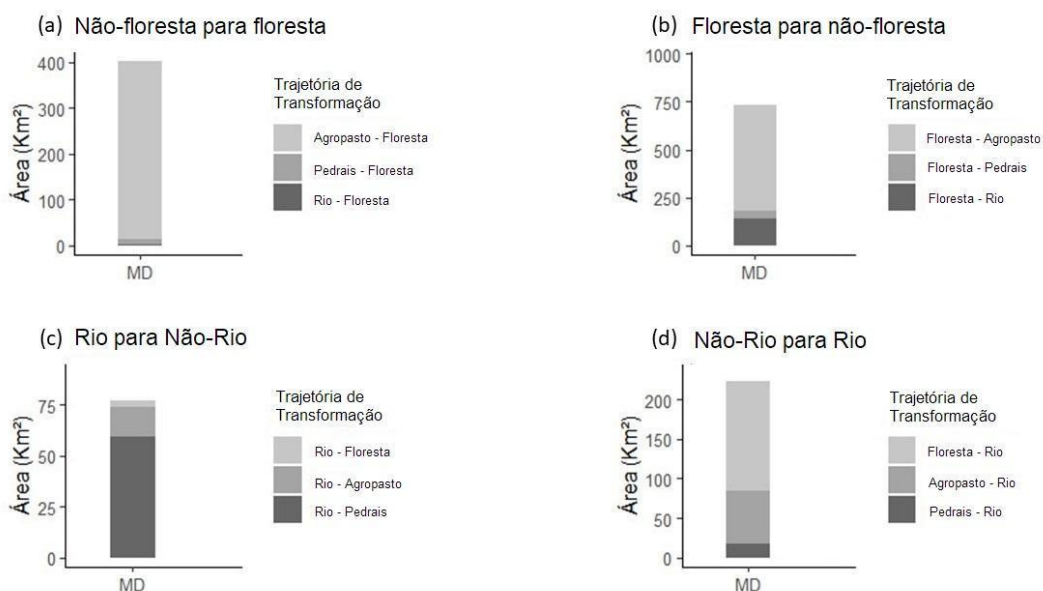 (a) Não-floresta para floresta
Área (Km²)
400
300
200
100
0
MD
Trajetória de
Transformação
Agropasto - Floresta
Pedrais - Floresta
Rio - Floresta
(b) Floresta para não-floresta
Área (Km²)
1000
750
500
250
0
MD
Trajetória de
Transformação
Floresta - Agropasto
Floresta - Pedrais
Floresta - Rio
(c) Rio para Não-Rio
Área (Km²)
75
50
25
0
MD
Trajetória de
Transformação
Rio - Floresta
Rio - Agropasto
Rio - Pedrais
(d) Não-Rio para Rio
Área (Km²)
200
150
100
50
0
MD
Trajetória de
Transformação
Floresta - Rio
Agropasto - Rio
Pedrais - Rio